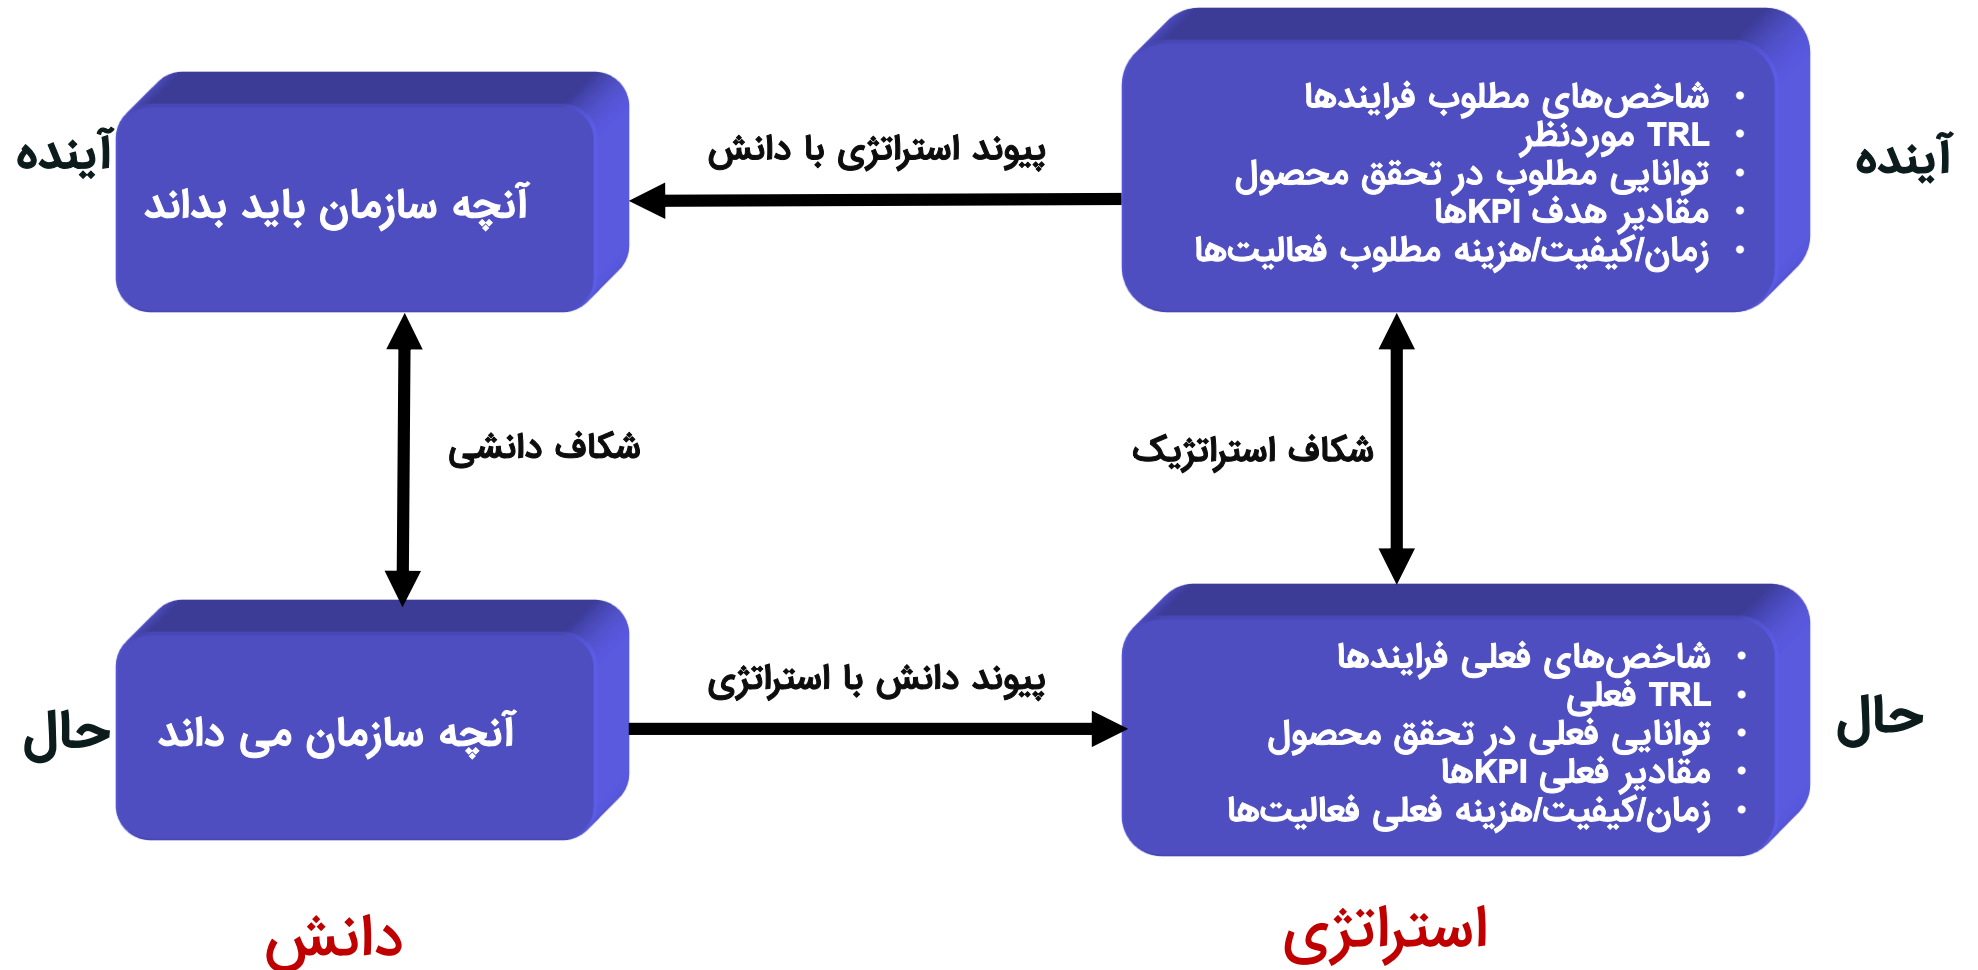 شاخص‌های مطلوب فرایندها
TRL موردنظر
توانایی مطلوب در تحقق محصول
مقادیر هدف KPIها
زمان/کیفیت/هزینه مطلوب فعالیت‌ها
آینده
پیوند استراتژی با دانش
آنچه سازمان باید بداند
آینده
شکاف استراتژیک
شکاف دانشی
حال
شاخص‌های فعلی فرایندها
TRL فعلی
توانایی فعلی در تحقق محصول
مقادیر فعلی KPIها
زمان/کیفیت/هزینه فعلی فعالیت‌ها
پیوند دانش با استراتژی
آنچه سازمان می داند
حال
استراتژی
دانش